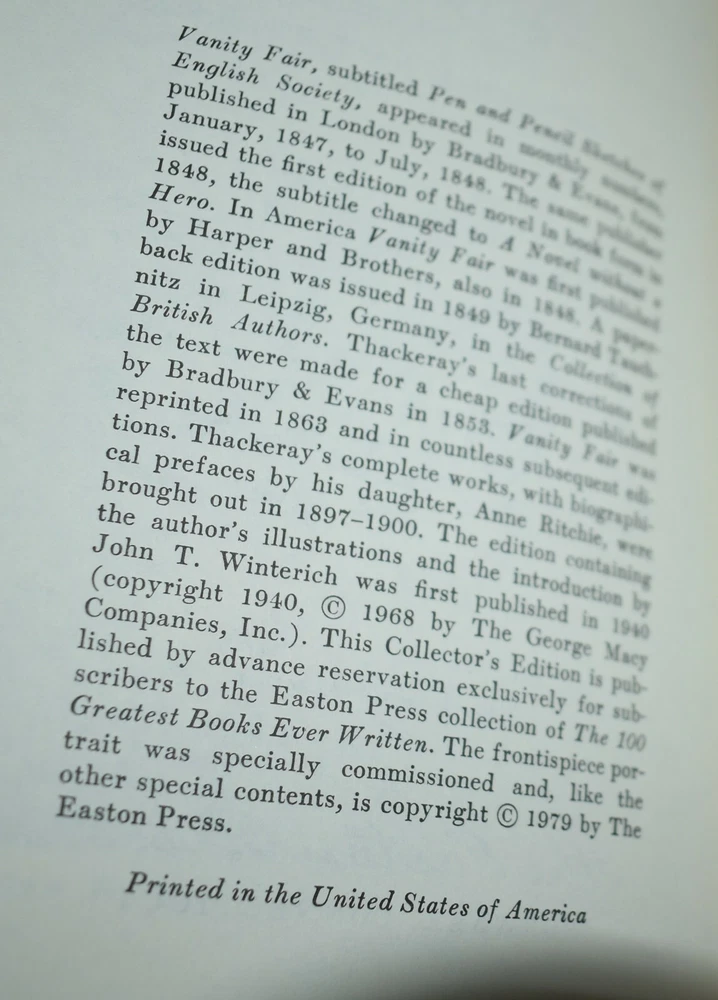 Vanity Fair, subtitled Pen and Pencil Sketches of
English Society, appeared in monthly numbers,
published in London by Bradbury & Evans, from
January, 1847, to July, 1848. The same publisher
issued the first edition of the novel in book form in
1848, the subtitle changed to A Novel without a
Hero. In America Vanity Fair was first published
by Harper and Brothers, also in 1848. A paper-
back edition was issued in 1849 by Bernard Tauch-
nitz in Leipzig, Germany, in the Collection of
British Authors. Thackeray's last corrections of
the text were made for a cheap edition published
by Bradbury & Evans in 1853. Vanity Fair was
reprinted in 1863 and in countless subsequent edi-
tions. Thackeray's complete works, with biographi-
cal prefaces by his daughter, Anne Ritchie, were
brought out in 1897–1900. The edition containing
the author's illustrations and the introduction by
John T. Winterich was first published in 1940
(copyright 1940, © 1968 by The George Macy
Companies, Inc.). This Collector's Edition is pub-
lished by advance reservation exclusively for sub-
scribers to the Easton Press collection of The 100
Greatest Books Ever Written. The frontispiece por-
trait was specially commissioned and, like the
other special contents, is copyright © 1979 by The
Easton Press.
Printed in the United States of America